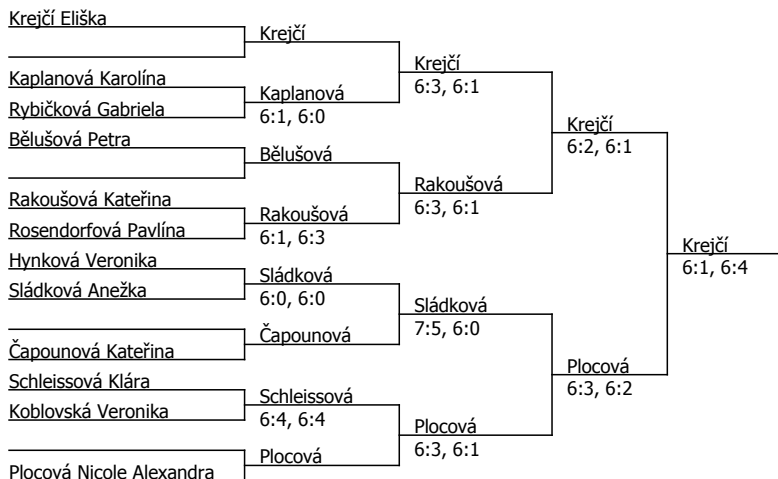 Krejčí Eliška
Kaplanová Karolína
Rybičková Gabriela
Bělušová Petra
Rakoušová Kateřina
Rosendorfová Pavlína
Hynková Veronika
Sládková Anežka
Čapounová Kateřina
Schleissová Klára
Koblovská Veronika
Plocová Nicole Alexandra
Krejčí
Kaplanová
6:1, 6:0
Bělušová
Rakoušová
6:1, 6:3
Sládková
6:0, 6:0
Čapounová
Schleissová
6:4, 6:4
Plocová
Krejčí
6:3, 6:1
Rakoušová
6:3, 6:1
Sládková
7:5, 6:0
Plocová
6:3, 6:1
Krejčí
6:2, 6:1
Plocová
6:3, 6:2
Krejčí
6:1, 6:4